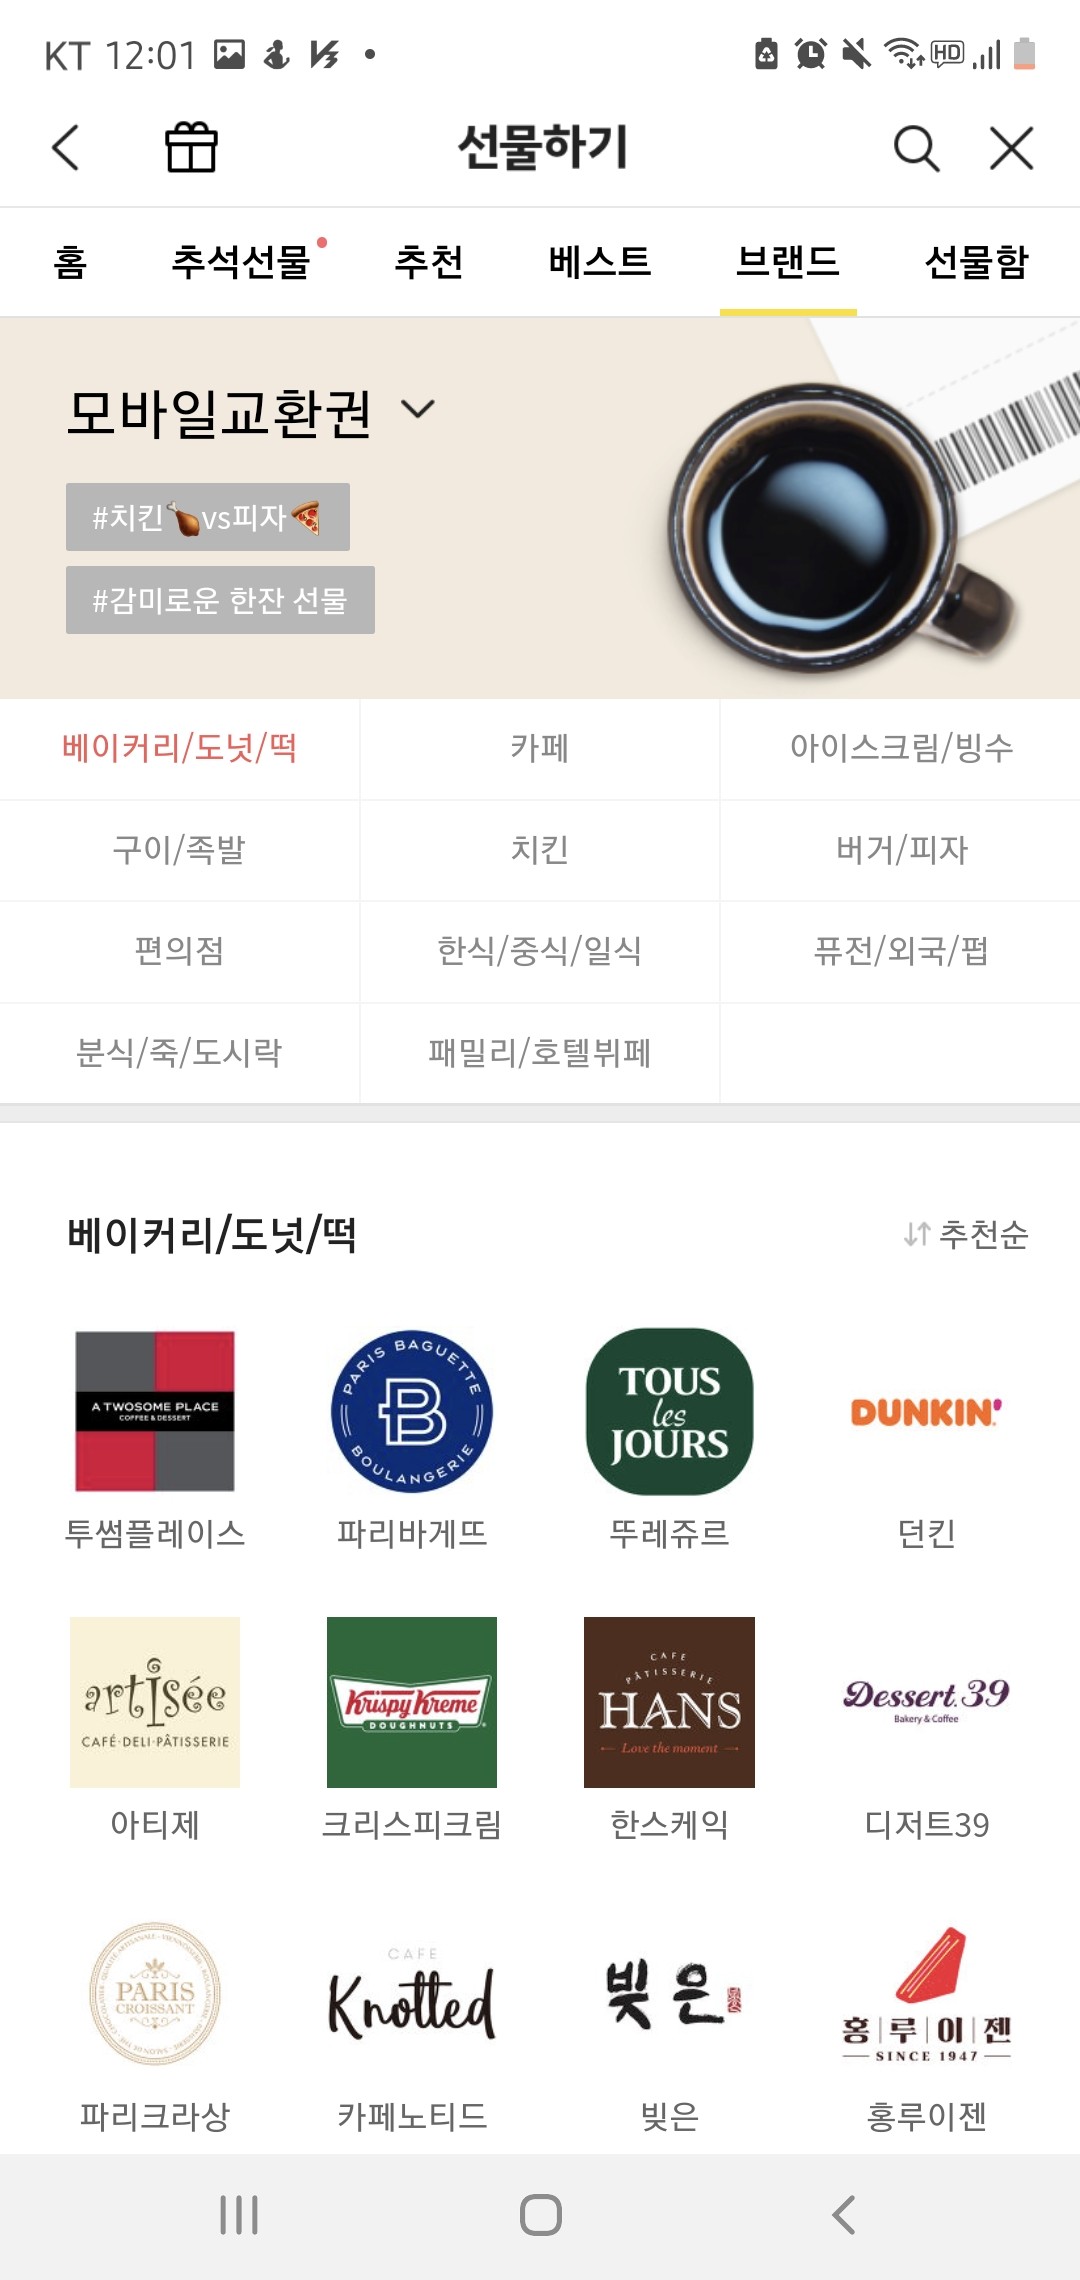 KT 12:01
HD
선물하기
홈 추석선물 추천 베스트 브랜드 선물함
모바일교환권
#치킨🍗vs피자🍕
#감미로운 한잔 선물
베이커리/도넛/떡 카페 아이스크림/빙수
구이/족발 치킨 버거/피자
편의점 한식/중식/일식 퓨전/외국/펍
분식/죽/도시락 패밀리/호텔뷔페
베이커리/도넛/떡 추천순
A TWOSOME PLACE
COFFEE & DESSERT
PARIS BAGUETTE
B
BOULANGERIE
TOUS
les
JOURS
DUNKIN'
투썸플레이스 파리바게뜨 뚜레쥬르 던킨
artisée
CAFÉ·DELI·PÂTISSERIE
Krispy Kreme
DOUGHNUTS
CAFE
PÂTISSERIE
HANS
Love the moment
Dessert.39
Bakery & Coffee
아티제 크리스피크림 한스케익 디저트39
PARIS
CROISSANT
CAFE
Knotted
빚은
홍|루|이|젠
SINCE 1947
파리크라상 카페노티드 빚은 홍루이젠